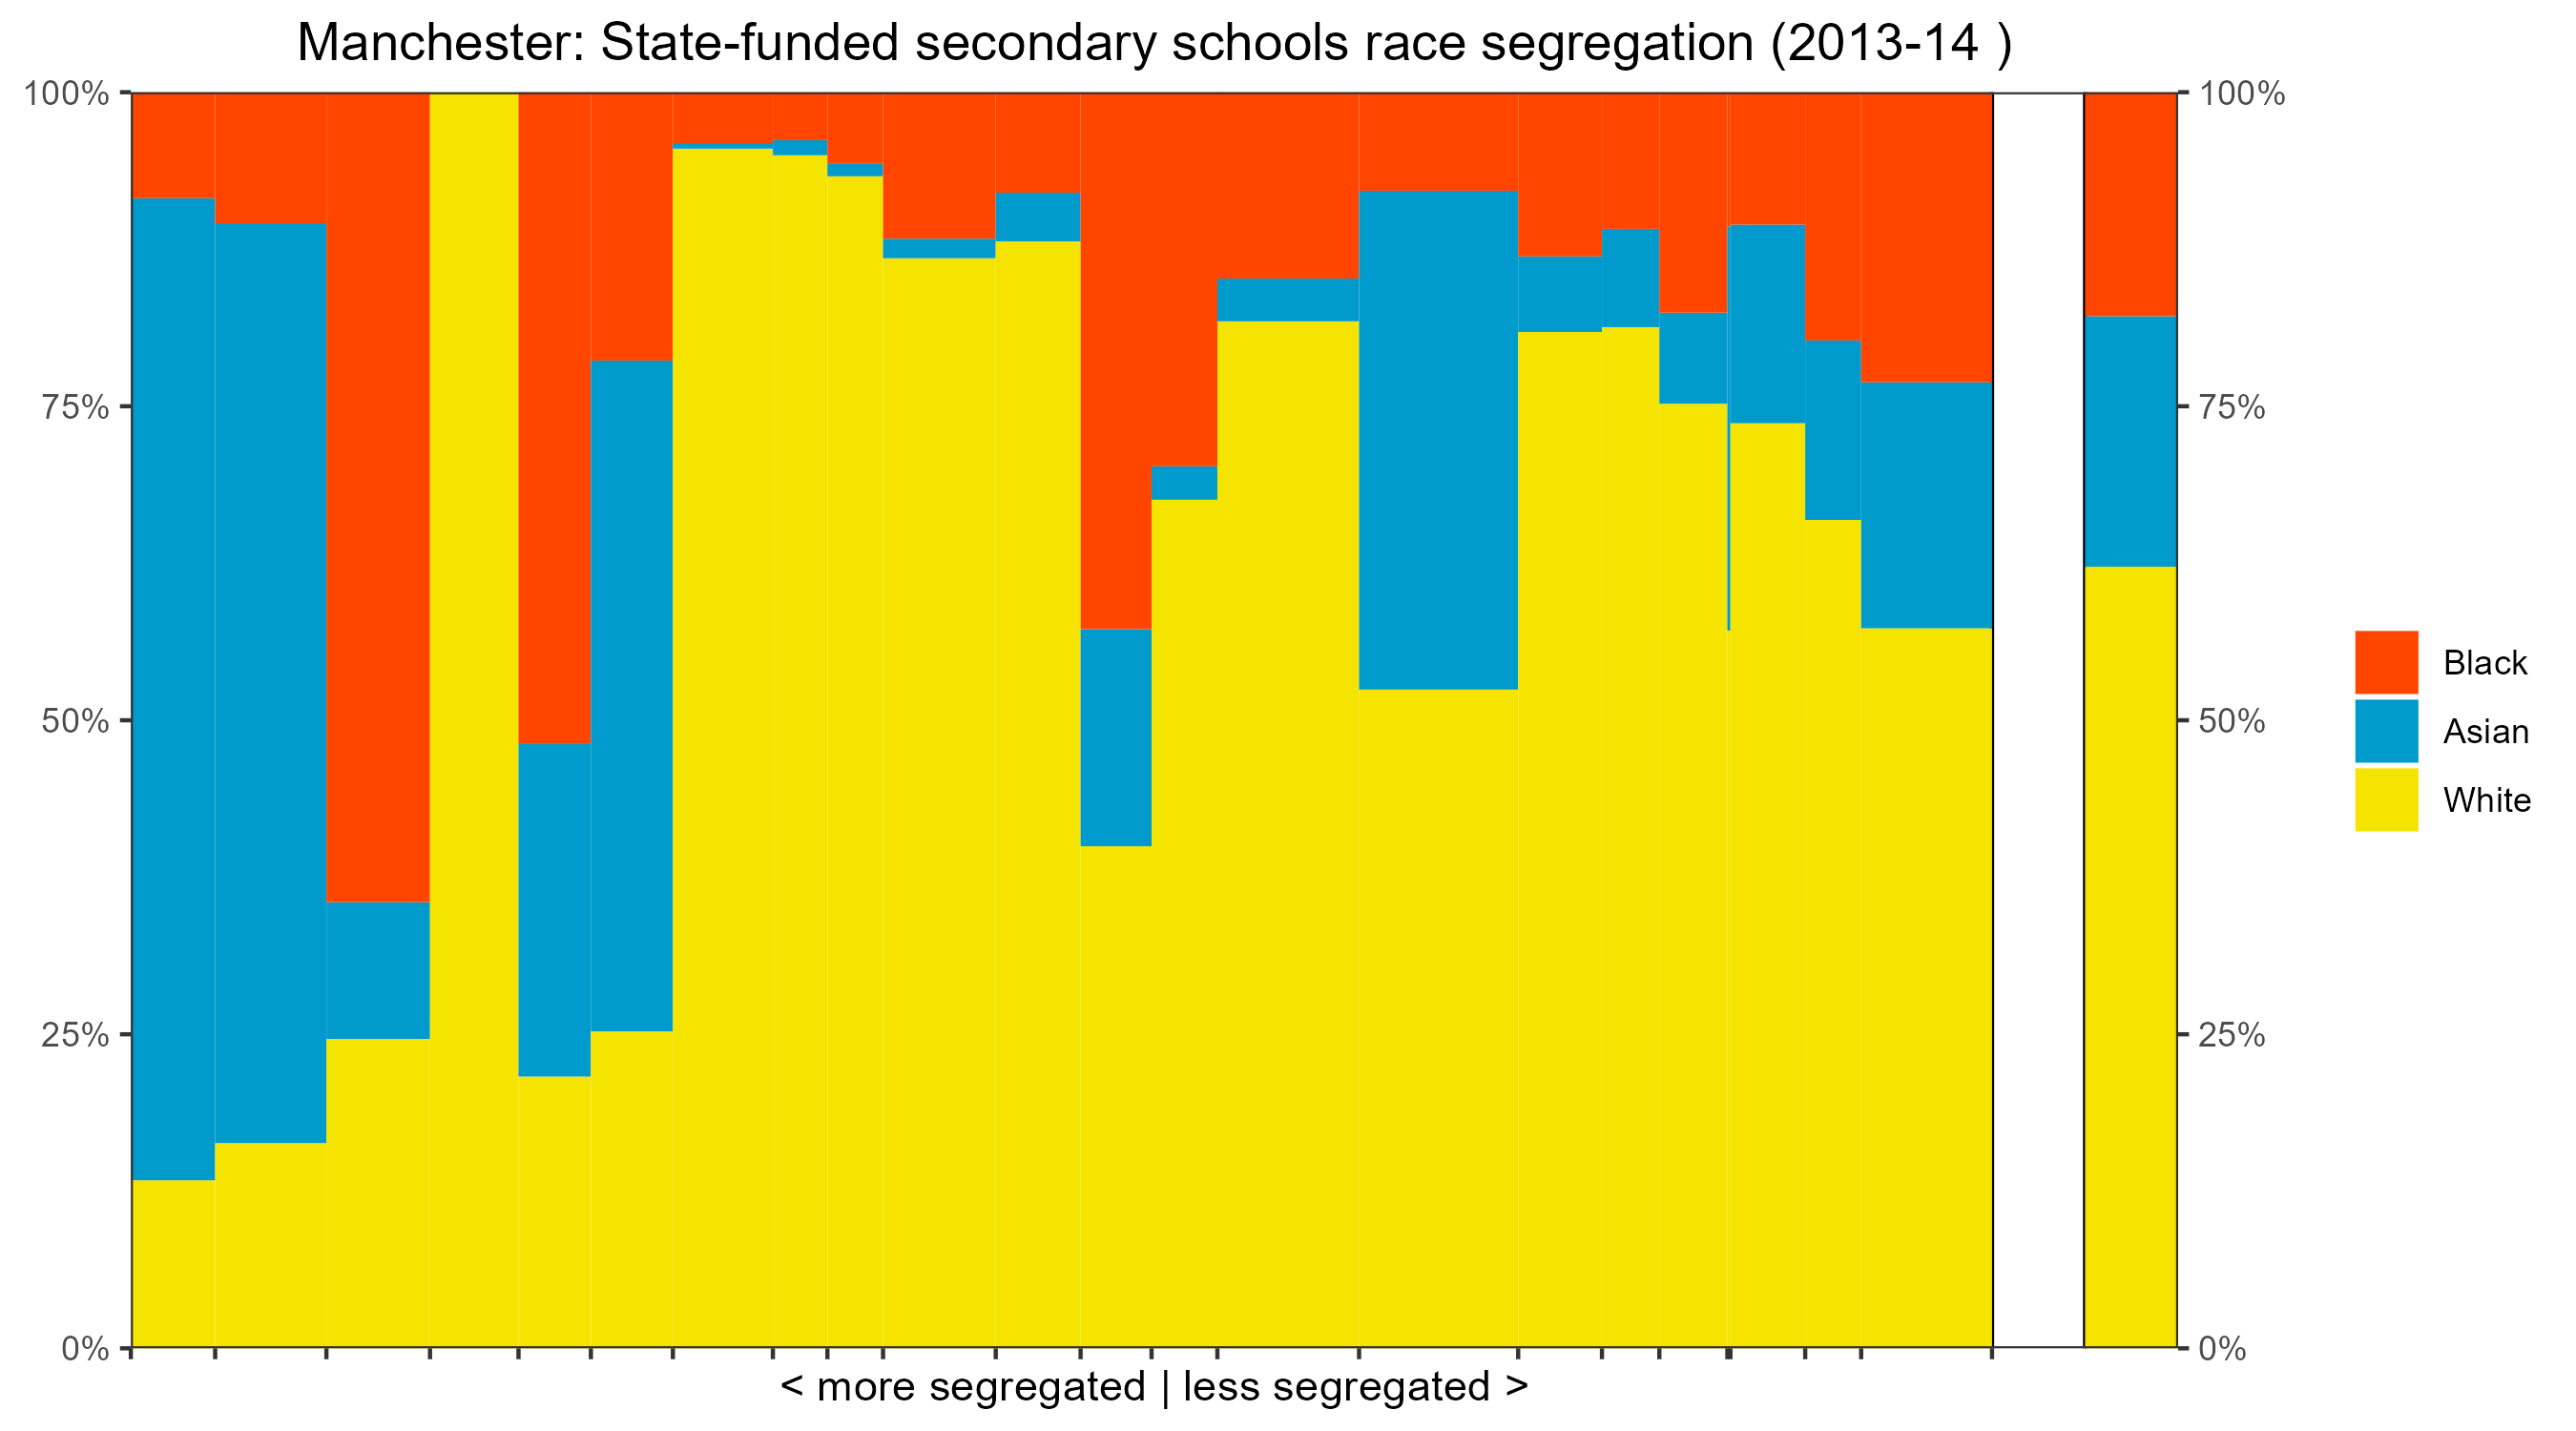 Manchester: State-funded secondary schools race segregation (2013-14 )
100%
75%
50%
25%
0%
100%
75%
50%
25%
0%
< more segregated | less segregated >
Black
Asian
White